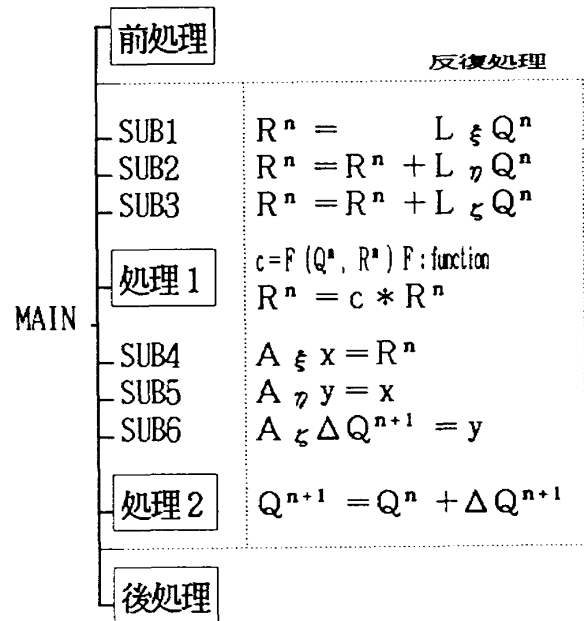 前処理
反復処理
SUB1 Rⁿ = L ξ Qⁿ
SUB2 Rⁿ = Rⁿ + L η Qⁿ
SUB3 Rⁿ = Rⁿ + L ζ Qⁿ
処理1 c = F (Qⁿ, Rⁿ) F : function
Rⁿ = c * Rⁿ
MAIN
SUB4 A ξ x = Rⁿ
SUB5 A η y = x
SUB6 A ζ Δ Qⁿ⁺¹ = y
処理2 Qⁿ⁺¹ = Qⁿ + Δ Qⁿ⁺¹
後処理